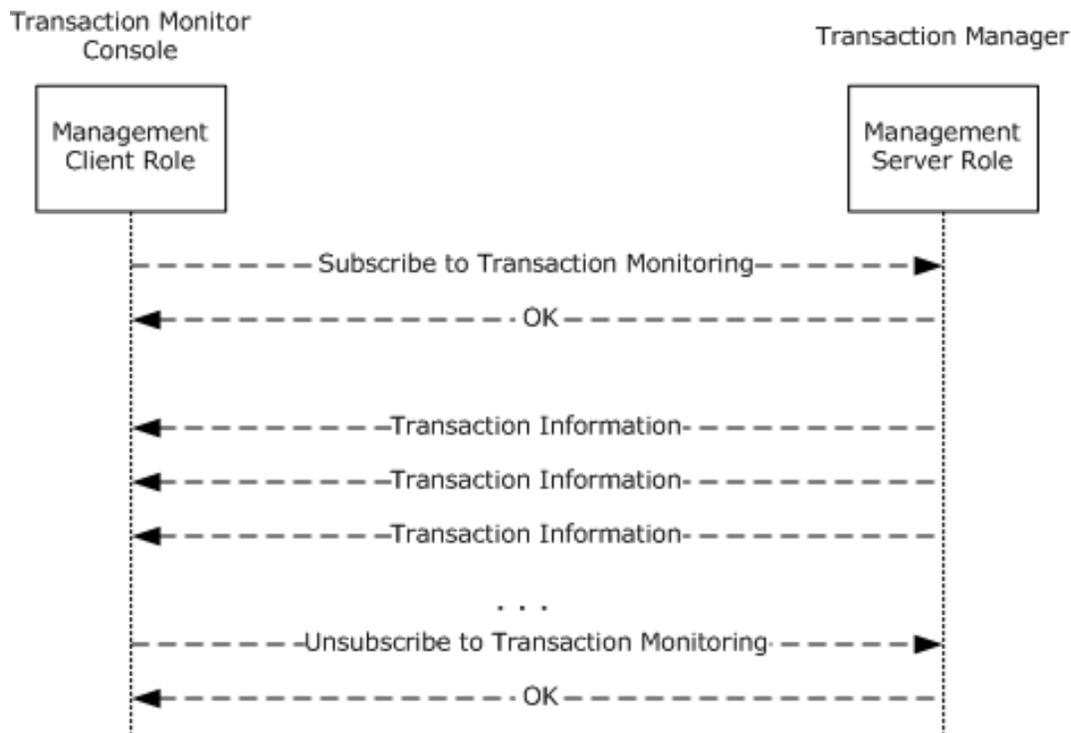 Transaction Monitor
Console
Transaction Manager
Management
Client Role
Management
Server Role
Subscribe to Transaction Monitoring
OK
Transaction Information
Transaction Information
Transaction Information
. . .
Unsubscribe to Transaction Monitoring
OK